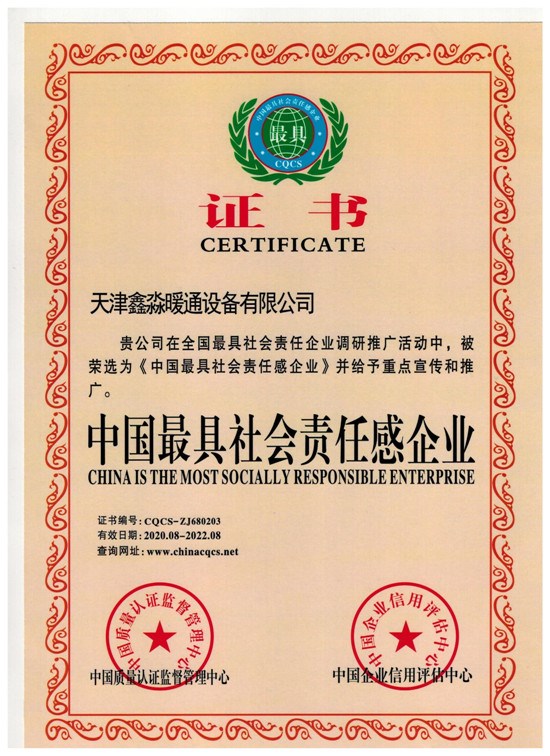 中国最具社会责任感企业
最具
CQCS
证书
CERTIFICATE
天津鑫淼暖通设备有限公司
贵公司在全国最具社会责任企业调研推广活动中，被
荣选为《中国最具社会责任感企业》并给予重点宣传和推
广。
中国最具社会责任感企业
CHINA IS THE MOST SOCIALLY RESPONSIBLE ENTERPRISE
证书编号：CQCS-ZJ680203
有效日期：2020.08-2022.08
查询网址：www.chinacqcs.net
中国质量认证监督管理中心
中国企业信用评估中心
中国质量认证监督管理中心
中国企业信用评估中心